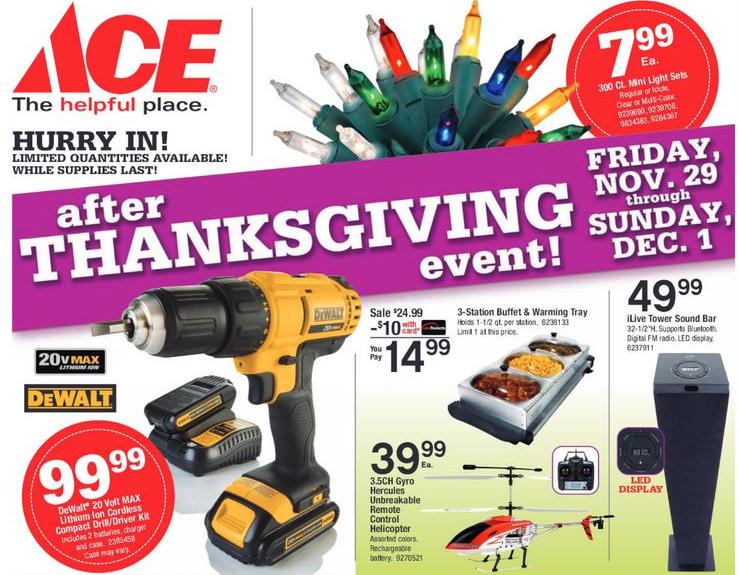 ACE
The helpful place.
HURRY IN!
LIMITED QUANTITIES AVAILABLE!
WHILE SUPPLIES LAST!
7.99
Ea.
300 Ct. Mini Light Sets
Regular or Icicle,
Clear or Multi-Color.
9239690, 9239708,
9834383, 9264367
after
THANKSGIVING
event!
FRIDAY,
NOV. 29
through
SUNDAY,
DEC. 1
DEWALT
20V MAX
LITHIUM ION
DEWALT
99.99
DeWalt® 20 Volt MAX
Lithium Ion Cordless
Compact Drill/Driver Kit
Includes 2 batteries, charger
and case. 2385458
Case may vary.
Sale $24.99
-$10 with card*
You Pay 14.99
3-Station Buffet & Warming Tray
Holds 1-1/2 qt. per station. 6238133
Limit 1 at this price.
39.99
Ea.
3.5CH Gyro
Hercules
Unbreakable
Remote
Control
Helicopter
Assorted colors.
Rechargeable
battery. 9270521
49.99
iLive Tower Sound Bar
32-1/2"H. Supports Bluetooth.
Digital FM radio. LED display.
6237911
LED
DISPLAY